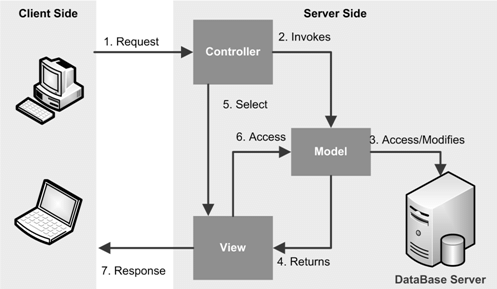 Client Side
Server Side
1. Request
Controller
2. Invokes
5. Select
6. Access
Model
3. Access/Modifies
View
4. Returns
7. Response
DataBase Server